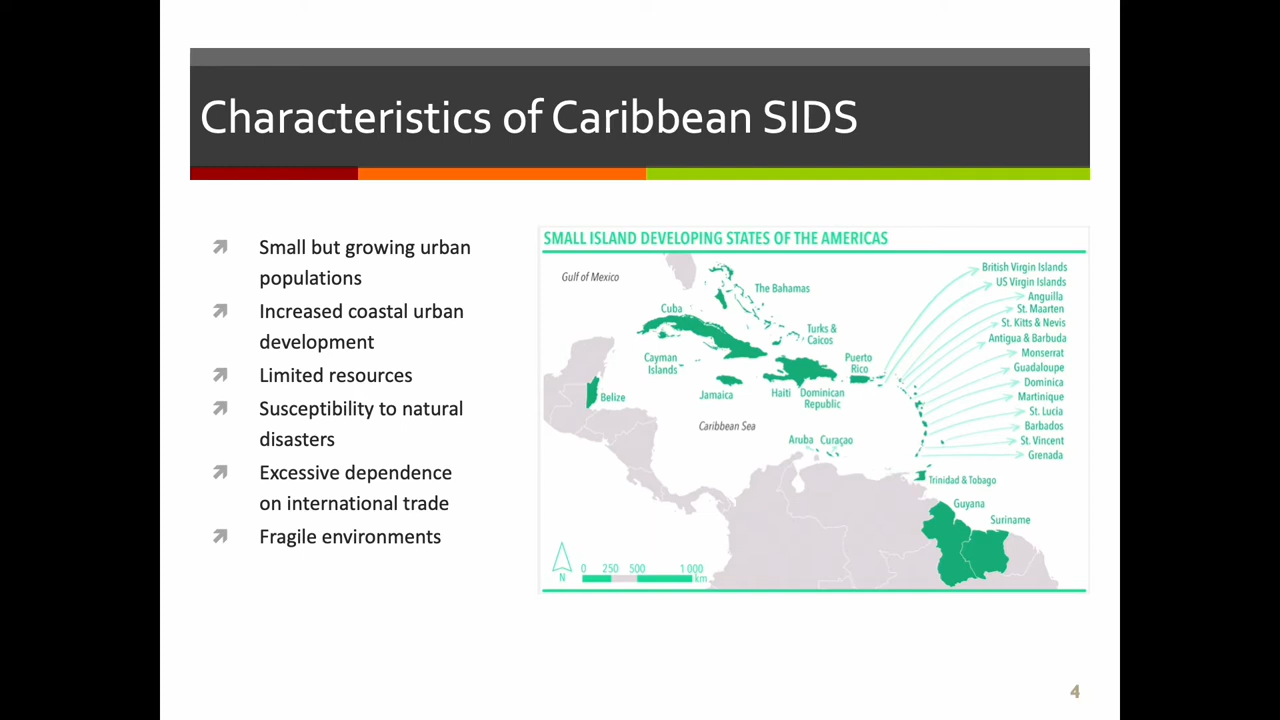 Characteristics of Caribbean SIDS
Small but growing urban
populations
Increased coastal urban
development
Limited resources
Susceptibility to natural
disasters
Excessive dependence
on international trade
Fragile environments
SMALL ISLAND DEVELOPING STATES OF THE AMERICAS
Gulf of Mexico
The Bahamas
Cuba
Turks &
Caicos
Cayman
Islands
Puerto
Rico
Jamaica
Haiti
Dominican
Republic
Belize
Caribbean Sea
Aruba
Curaçao
British Virgin Islands
US Virgin Islands
Anguilla
St. Maarten
St. Kitts & Nevis
Antigua & Barbuda
Monserrat
Guadaloupe
Dominica
Martinique
St. Lucia
Barbados
St. Vincent
Grenada
Trinidad & Tobago
Guyana
Suriname
N
0 250 500 1 000
km
4